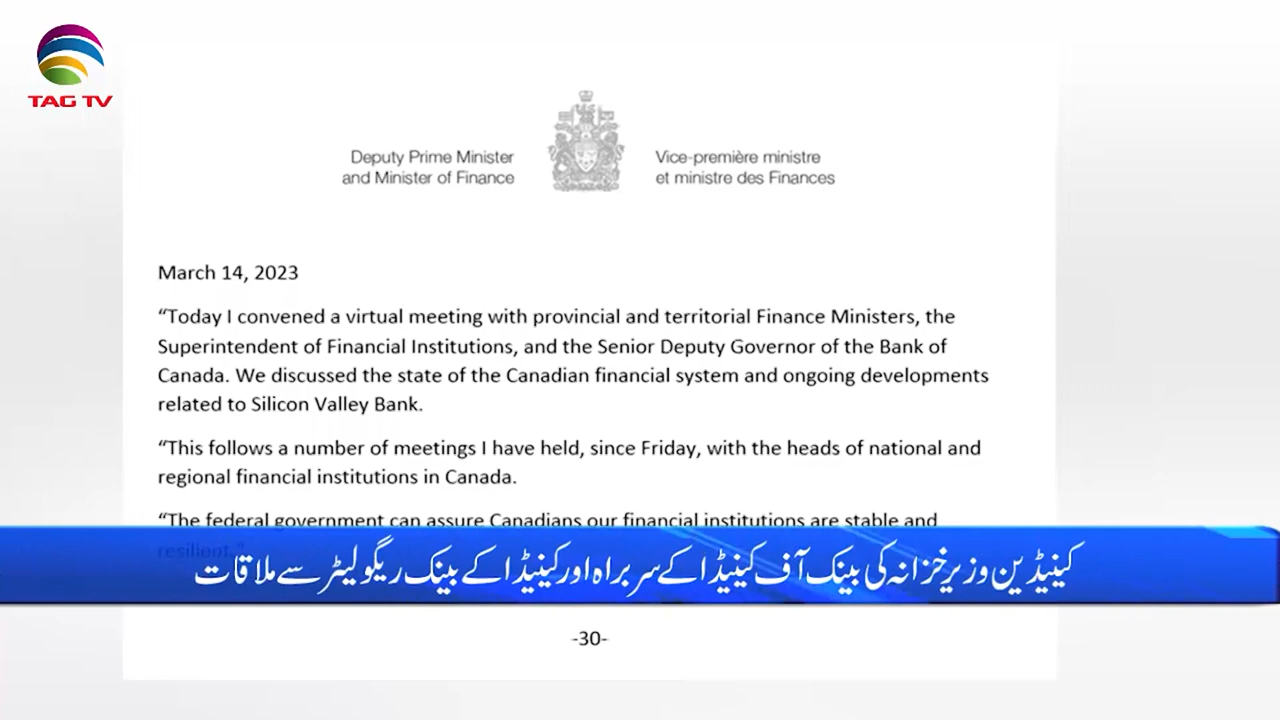 TAG TV
Deputy Prime Minister
and Minister of Finance
Vice-première ministre
et ministre des Finances
March 14, 2023
“Today I convened a virtual meeting with provincial and territorial Finance Ministers, the
Superintendent of Financial Institutions, and the Senior Deputy Governor of the Bank of
Canada. We discussed the state of the Canadian financial system and ongoing developments
related to Silicon Valley Bank.
“This follows a number of meetings I have held, since Friday, with the heads of national and
regional financial institutions in Canada.
“The federal government can assure Canadians our financial institutions are stable and
resilient.”
کینیڈین وزیر خزانہ کی بینک آف کینیڈا کے سربراہ اور کینیڈا کے بینک ریگولیٹر سے ملاقات
-30-